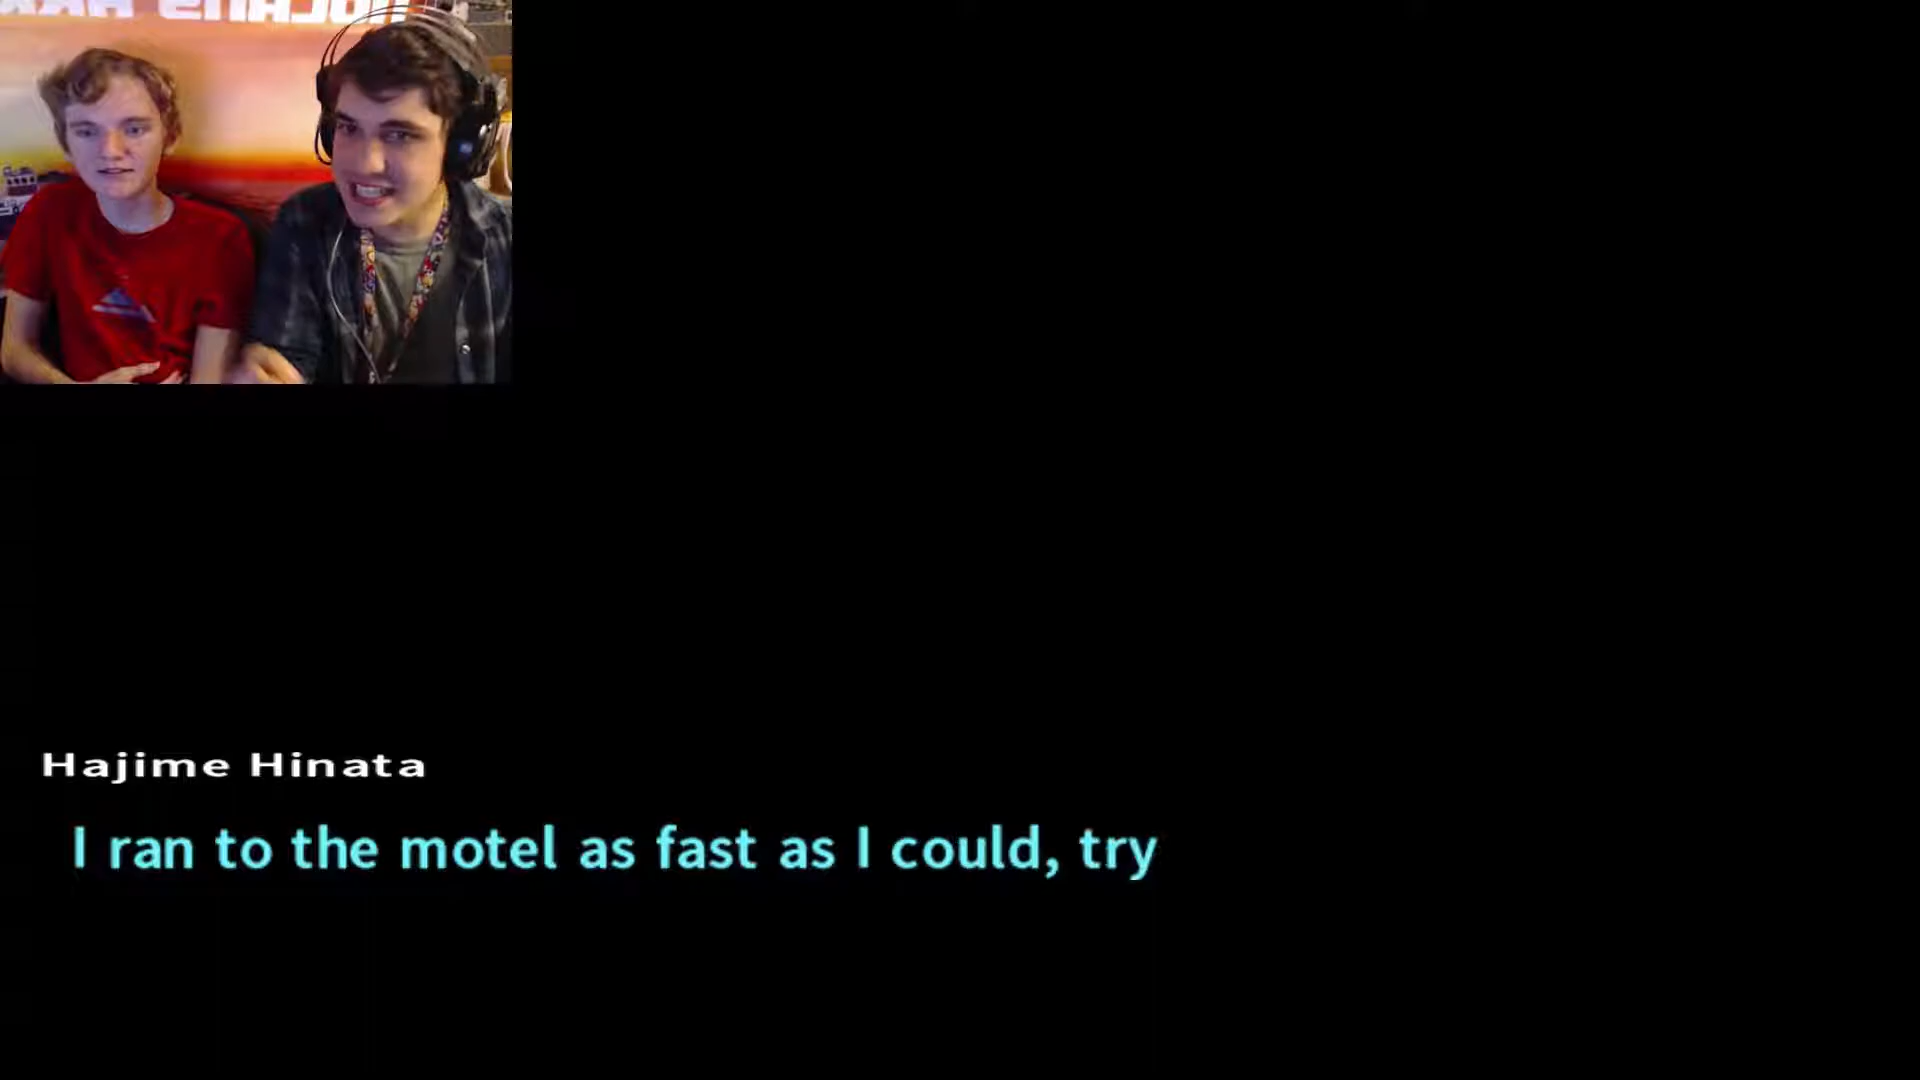 Hajime Hinata
I ran to the motel as fast as I could, try